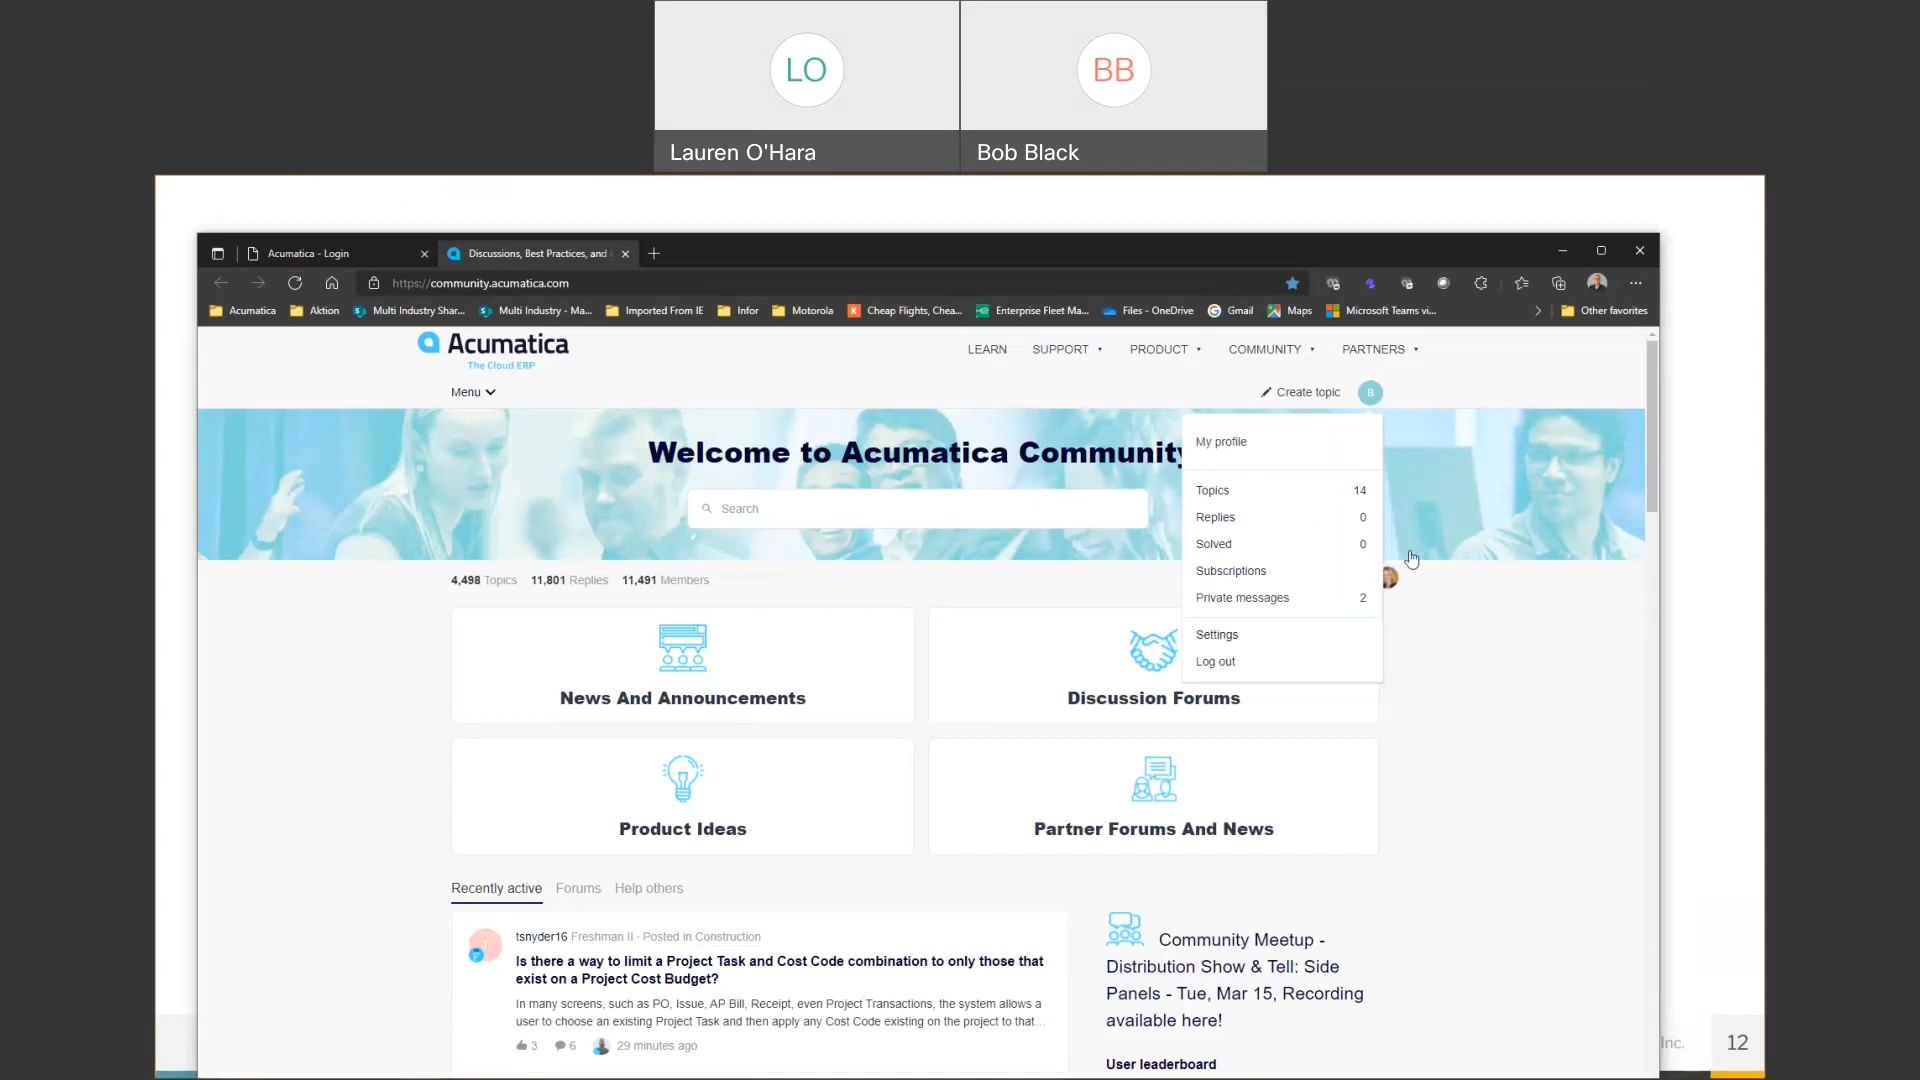 LO
BB
Lauren O'Hara
Bob Black
Acumatica - Login
Discussions, Best Practices, and
https://community.acumatica.com
Acumatica
Aktion
Multi Industry Shar...
Multi Industry - Ma...
Imported From IE
Infor
Motorola
Cheap Flights, Chea...
Enterprise Fleet Ma...
Files - OneDrive
Gmail
Maps
Microsoft Teams vi...
Other favorites
Acumatica
The Cloud ERP
LEARN
SUPPORT
PRODUCT
COMMUNITY
PARTNERS
Menu
Create topic
B
Welcome to Acumatica Community
Search
My profile
Topics 14
Replies 0
Solved 0
Subscriptions
Private messages 2
Settings
Log out
4,498 Topics 11,801 Replies 11,491 Members
News And Announcements
Discussion Forums
Product Ideas
Partner Forums And News
Recently active Forums Help others
tsnyder16 Freshman II · Posted in Construction
Is there a way to limit a Project Task and Cost Code combination to only those that
exist on a Project Cost Budget?
In many screens, such as PO, Issue, AP Bill, Receipt, even Project Transactions, the system allows a
user to choose an existing Project Task and then apply any Cost Code existing on the project to that...
3 6 29 minutes ago
Community Meetup -
Distribution Show & Tell: Side
Panels - Tue, Mar 15, Recording
available here!
User leaderboard
Inc.
12